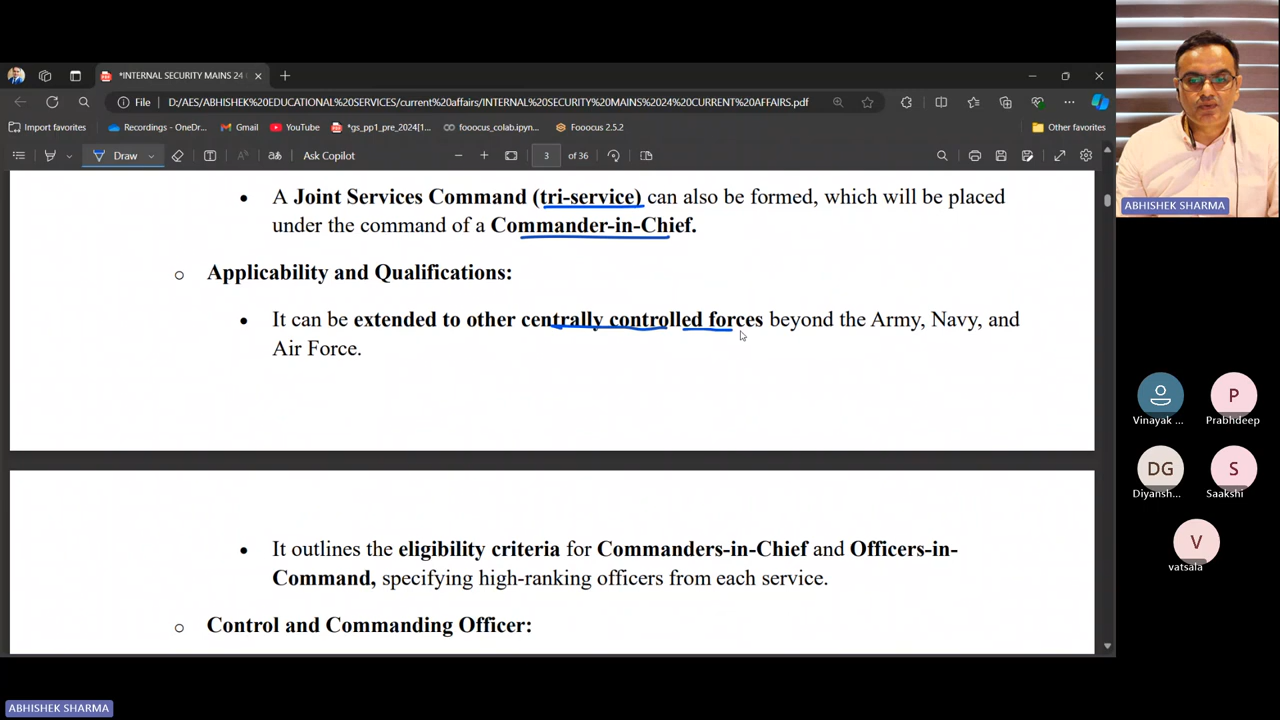 *INTERNAL SECURITY MAINS 24
File
D:/AES/ABHISHEK%20EDUCATIONAL%20SERVICES/current%20affairs/INTERNAL%20SECURITY%20MAINS%2024%20CURRENT%20AFFAIRS.pdf
Import favorites
Recordings - OneDr...
Gmail
YouTube
*gs_pp1_pre_2024[1...
fooocus_colab.ipyn...
Fooocus 2.5.2
Other favorites
Draw
Ask Copilot
3 of 36
• A Joint Services Command (tri-service) can also be formed, which will be placed
under the command of a Commander-in-Chief.
o Applicability and Qualifications:
• It can be extended to other centrally controlled forces beyond the Army, Navy, and
Air Force.
• It outlines the eligibility criteria for Commanders-in-Chief and Officers-in-
Command, specifying high-ranking officers from each service.
o Control and Commanding Officer:
ABHISHEK SHARMA
Vinayak ...
P
Prabhdeep
DG
Diyansh...
S
Saakshi
V
vatsala
ABHISHEK SHARMA